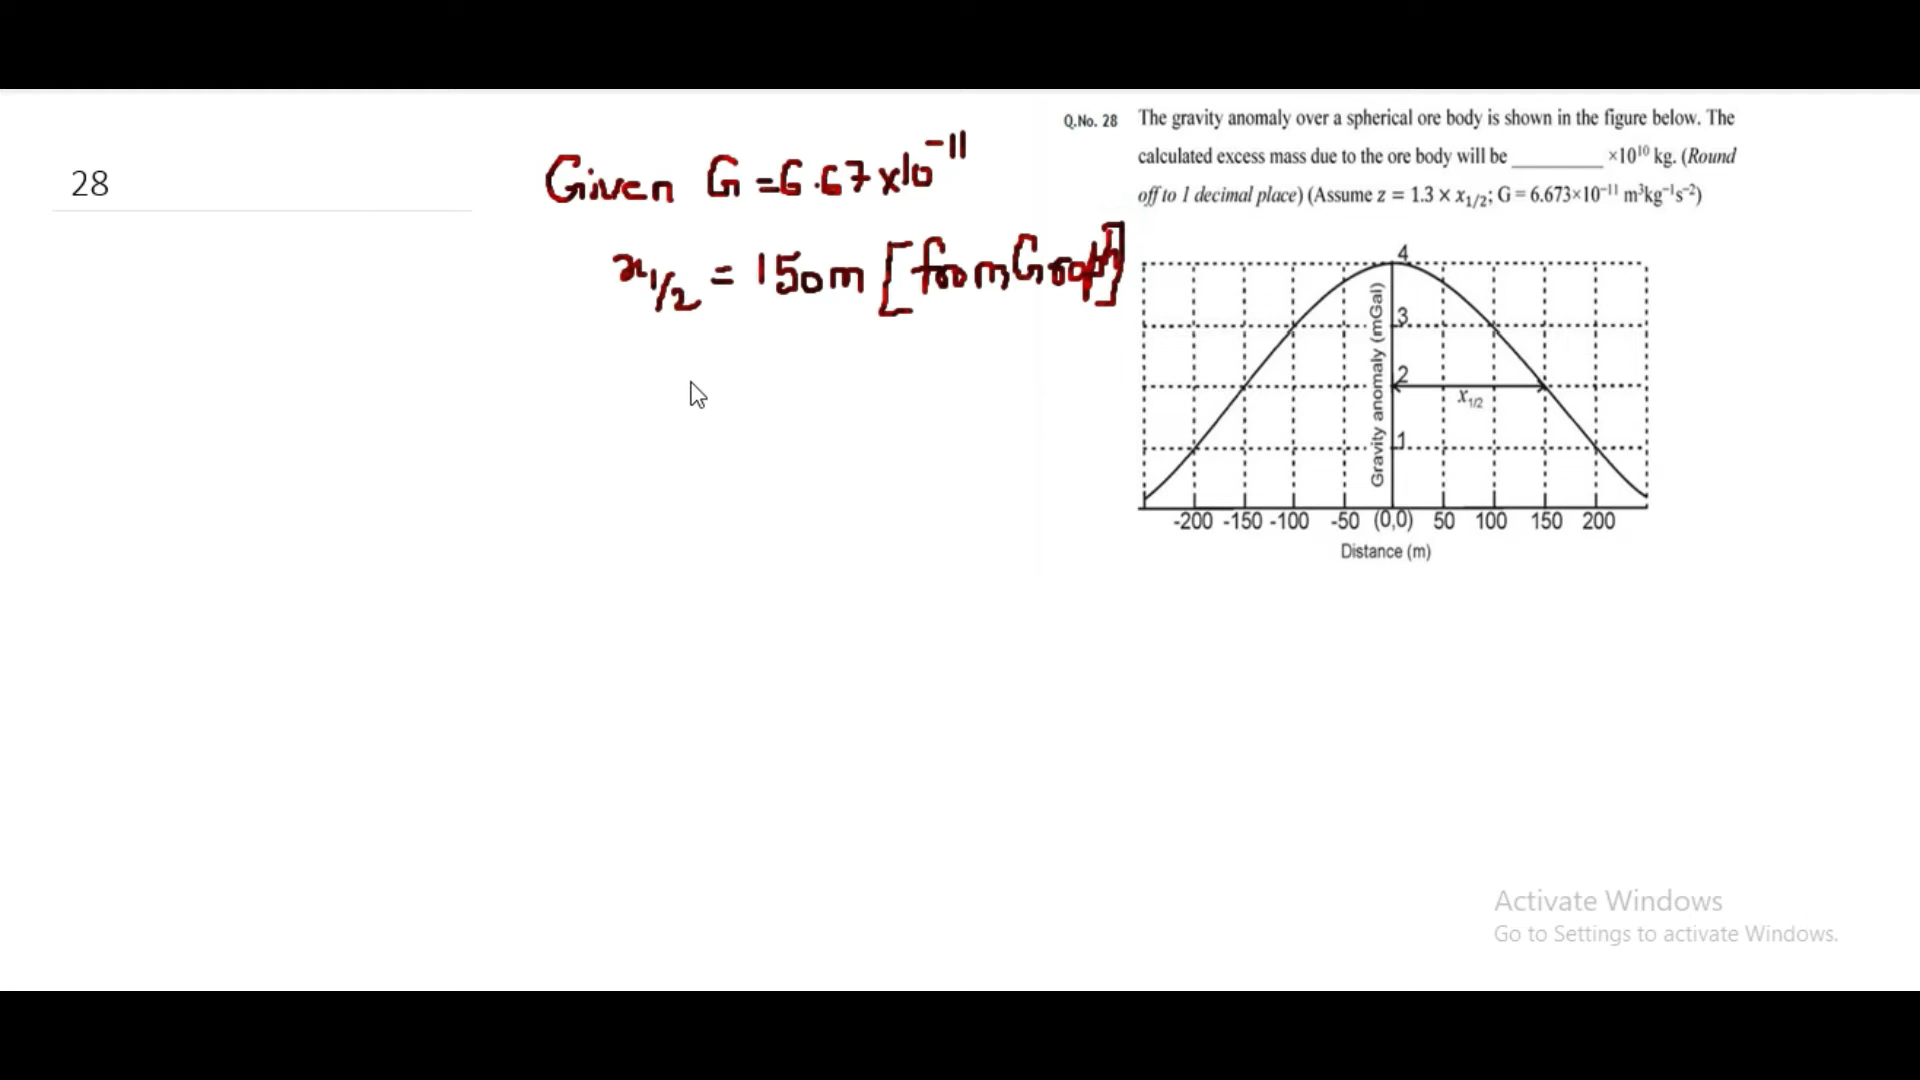 28
Given G = 6.67 x 10⁻¹¹
x1/2 = 150m [from Graph]
Q.No. 28 The gravity anomaly over a spherical ore body is shown in the figure below. The
calculated excess mass due to the ore body will be _________ ×10¹⁰ kg. (Round
off to 1 decimal place) (Assume z = 1.3 × x1/2; G = 6.673×10⁻¹¹ m³kg⁻¹s⁻²)
4
3
2
1
Gravity anomaly (mGal)
x1/2
-200 -150 -100 -50 (0,0) 50 100 150 200
Distance (m)
Activate Windows
Go to Settings to activate Windows.